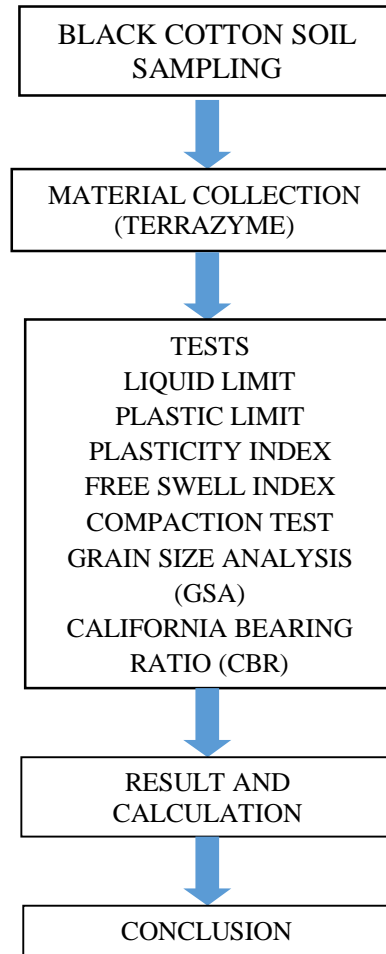 BLACK COTTON SOIL
SAMPLING
MATERIAL COLLECTION
(TERRAZYME)
TESTS
LIQUID LIMIT
PLASTIC LIMIT
PLASTICITY INDEX
FREE SWELL INDEX
COMPACTION TEST
GRAIN SIZE ANALYSIS
(GSA)
CALIFORNIA BEARING
RATIO (CBR)
RESULT AND
CALCULATION
CONCLUSION